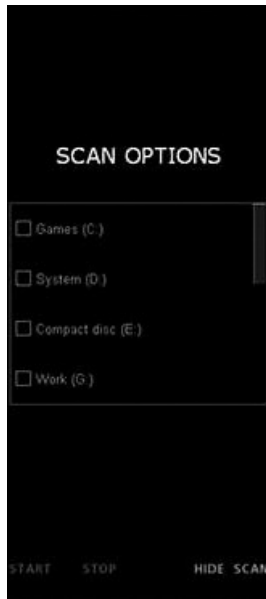 SCAN OPTIONS
Games (C:)
System (D:)
Compact disc (E:)
Work (G:)
START STOP HIDE SCAN